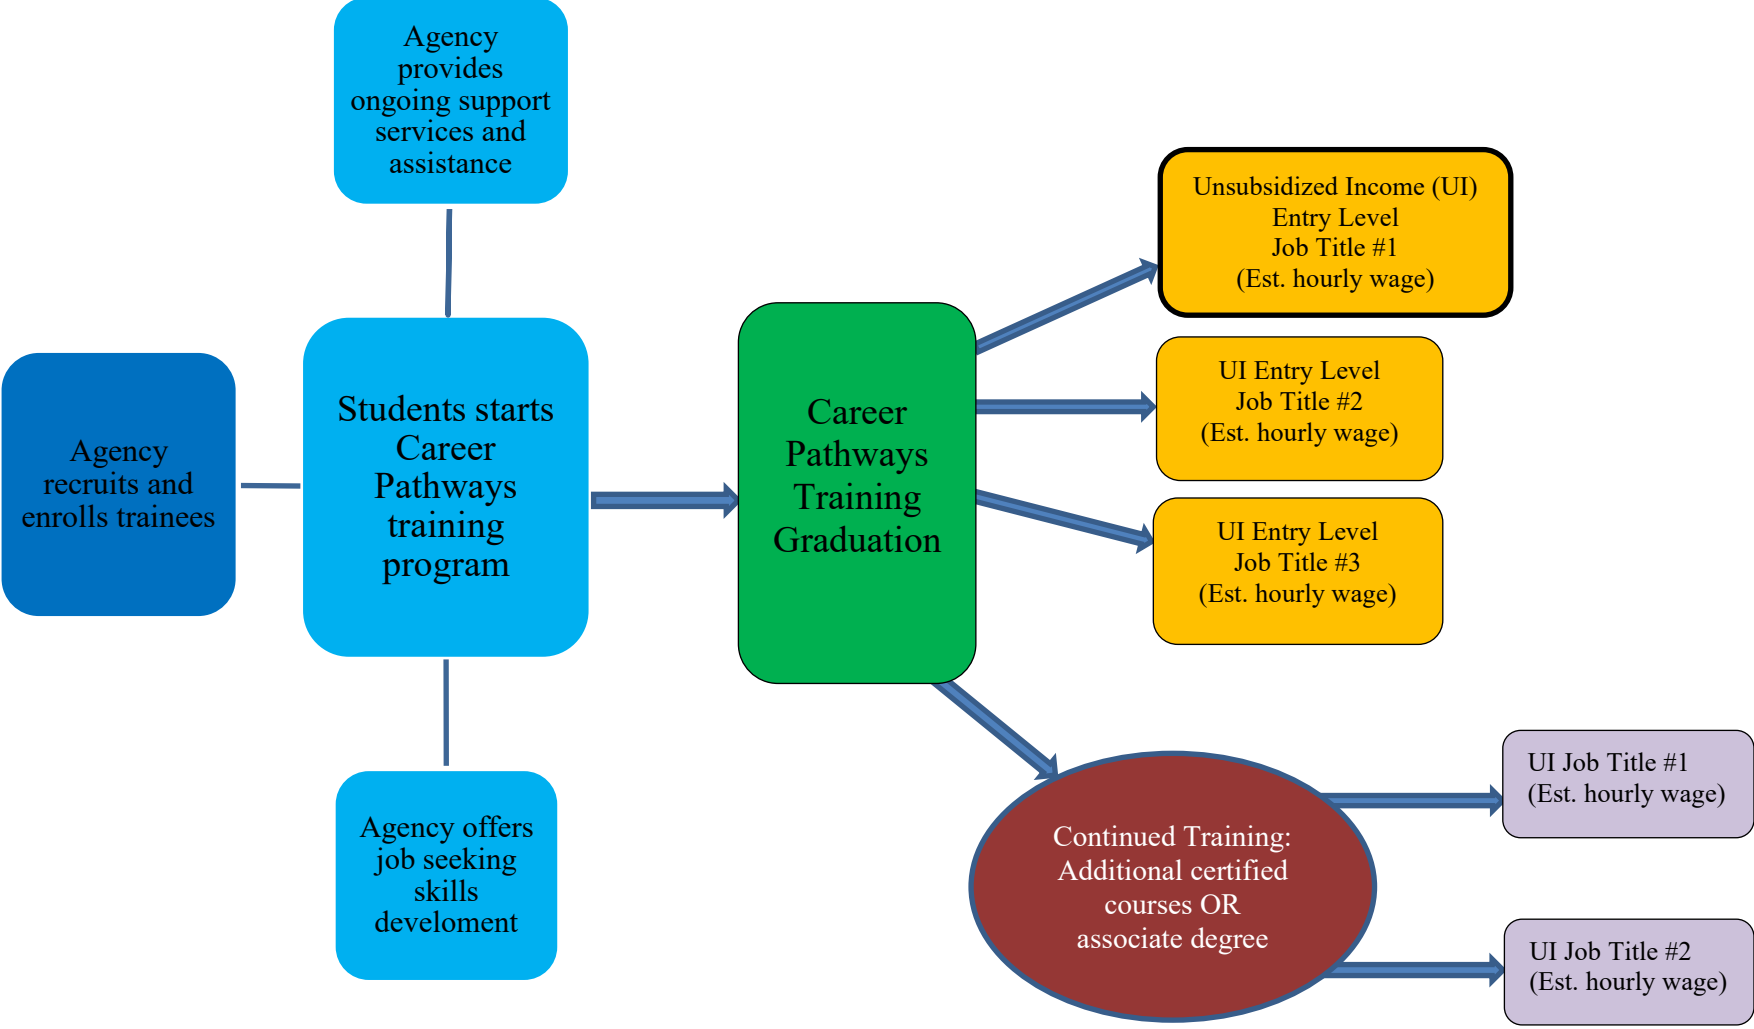 Agency
provides
ongoing support
services and
assistance
Agency
recruits and
enrolls trainees
Students starts
Career
Pathways
training
program
Agency offers
job seeking
skills
develoment
Career
Pathways
Training
Graduation
Unsubsidized Income (UI)
Entry Level
Job Title #1
(Est. hourly wage)
UI Entry Level
Job Title #2
(Est. hourly wage)
UI Entry Level
Job Title #3
(Est. hourly wage)
Continued Training:
Additional certified
courses OR
associate degree
UI Job Title #1
(Est. hourly wage)
UI Job Title #2
(Est. hourly wage)